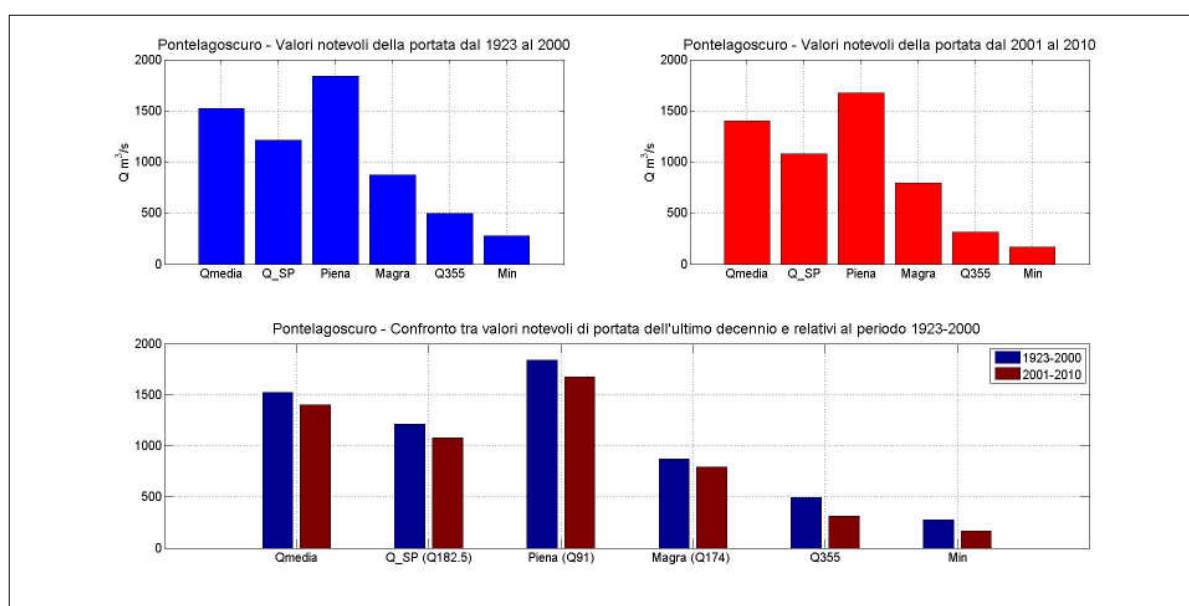 Pontelagoscuro - Valori notevoli della portata dal 1923 al 2000
2000
1500
1000
500
0
Q m³/s
Qmedia Q_SP Piena Magra Q355 Min
Pontelagoscuro - Valori notevoli della portata dal 2001 al 2010
2000
1500
1000
500
0
Q m³/s
Qmedia Q_SP Piena Magra Q355 Min
Pontelagoscuro - Confronto tra valori notevoli di portata dell'ultimo decennio e relativi al periodo 1923-2000
2000
1500
1000
500
0
1923-2000
2001-2010
Qmedia Q_SP (Q182.5) Piena (Q91) Magra (Q174) Q355 Min